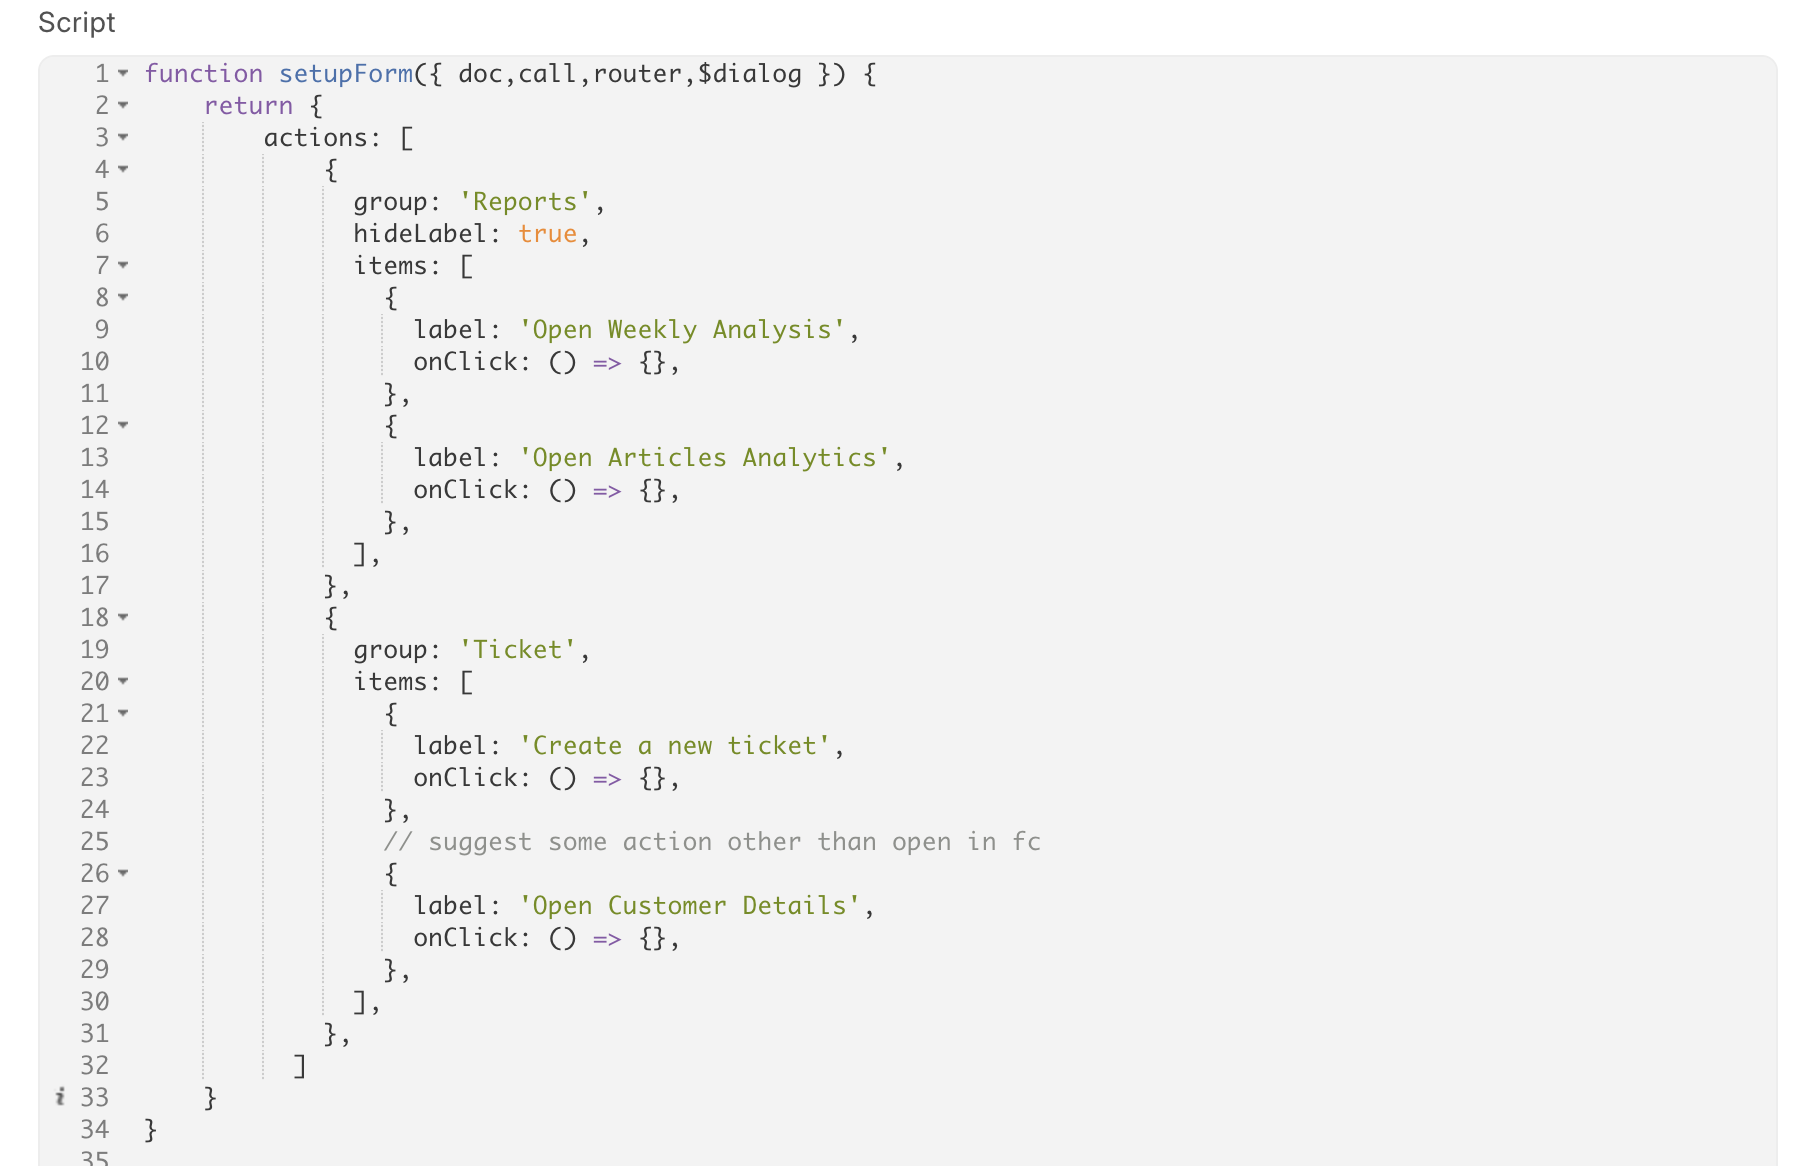 Script
1 function setupForm({ doc,call,router,$dialog }) {
2     return {
3         actions: [
4             {
5               group: 'Reports',
6               hideLabel: true,
7               items: [
8                 {
9                   label: 'Open Weekly Analysis',
10                   onClick: () => {},
11                 },
12                 {
13                   label: 'Open Articles Analytics',
14                   onClick: () => {},
15                 },
16               ],
17             },
18             {
19               group: 'Ticket',
20               items: [
21                 {
22                   label: 'Create a new ticket',
23                   onClick: () => {},
24                 },
25                 // suggest some action other than open in fc
26                 {
27                   label: 'Open Customer Details',
28                   onClick: () => {},
29                 },
30               ],
31             },
32           ]
i 33     }
34 }
35